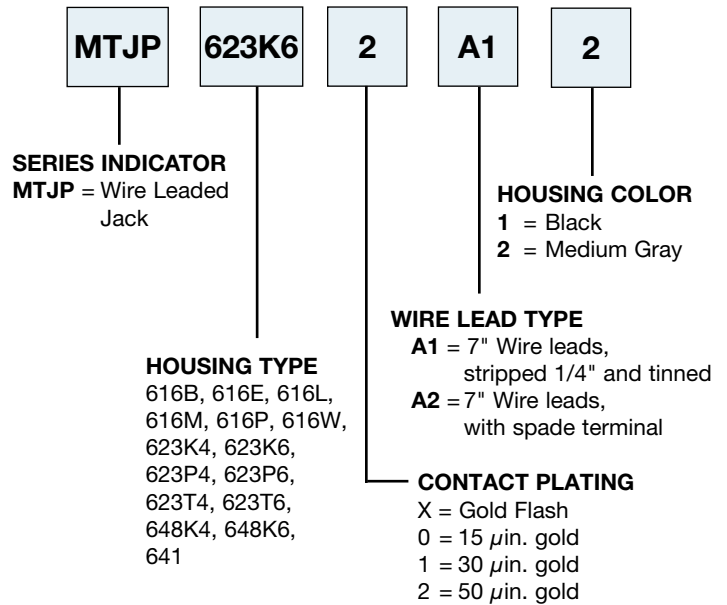 MTJP 623K6 2 A1 2
SERIES INDICATOR
MTJP = Wire Leaded
Jack
HOUSING COLOR
1 = Black
2 = Medium Gray
WIRE LEAD TYPE
A1 = 7" Wire leads,
stripped 1/4" and tinned
A2 = 7" Wire leads,
with spade terminal
HOUSING TYPE
616B, 616E, 616L,
616M, 616P, 616W,
623K4, 623K6,
623P4, 623P6,
623T4, 623T6,
648K4, 648K6,
641
CONTACT PLATING
X = Gold Flash
0 = 15 µin. gold
1 = 30 µin. gold
2 = 50 µin. gold